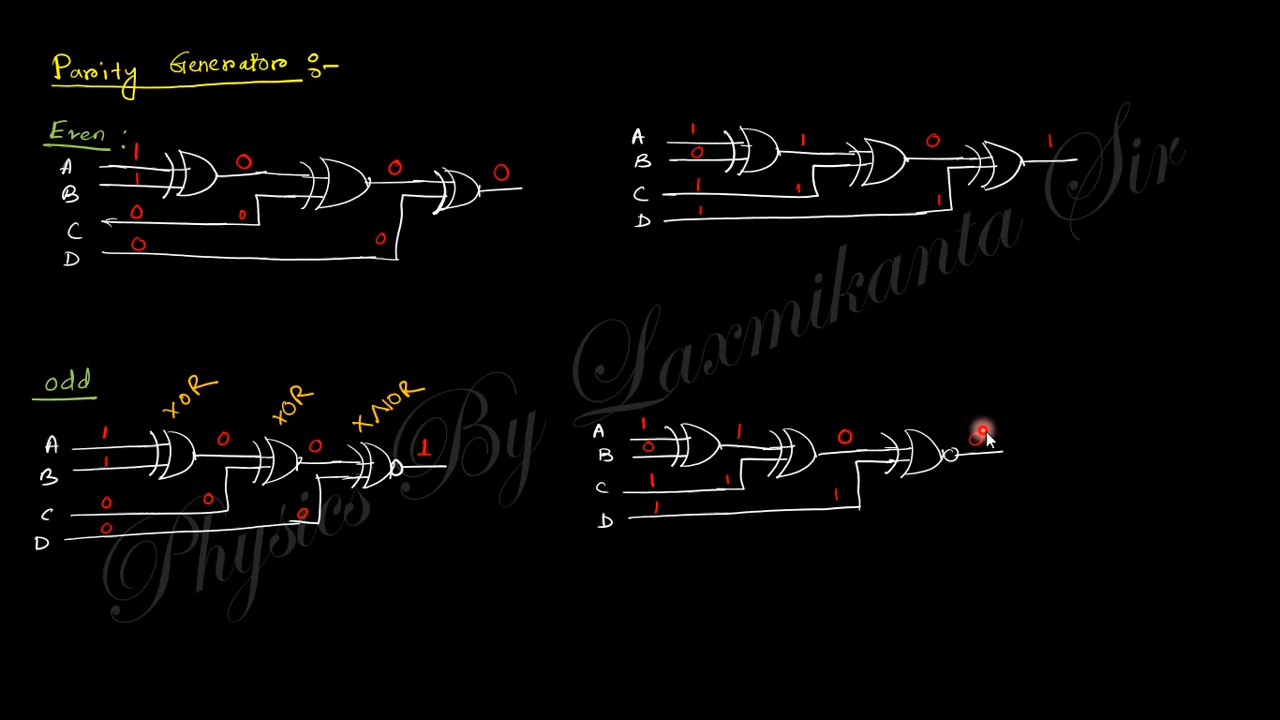 Parity Generator :-
Even :
A 1 0
B 1 0 0
C 0 0
D 0 0
A 1 1 0 1
B 0
C 1 1
D 1 1
odd
XOR XOR XNOR
A 1 0 0 1
B 1
C 0 0
D 0 0
A 1 1 0 0
B 0
C 1 1
D 1 1
Physics By Laxmikanta Sir